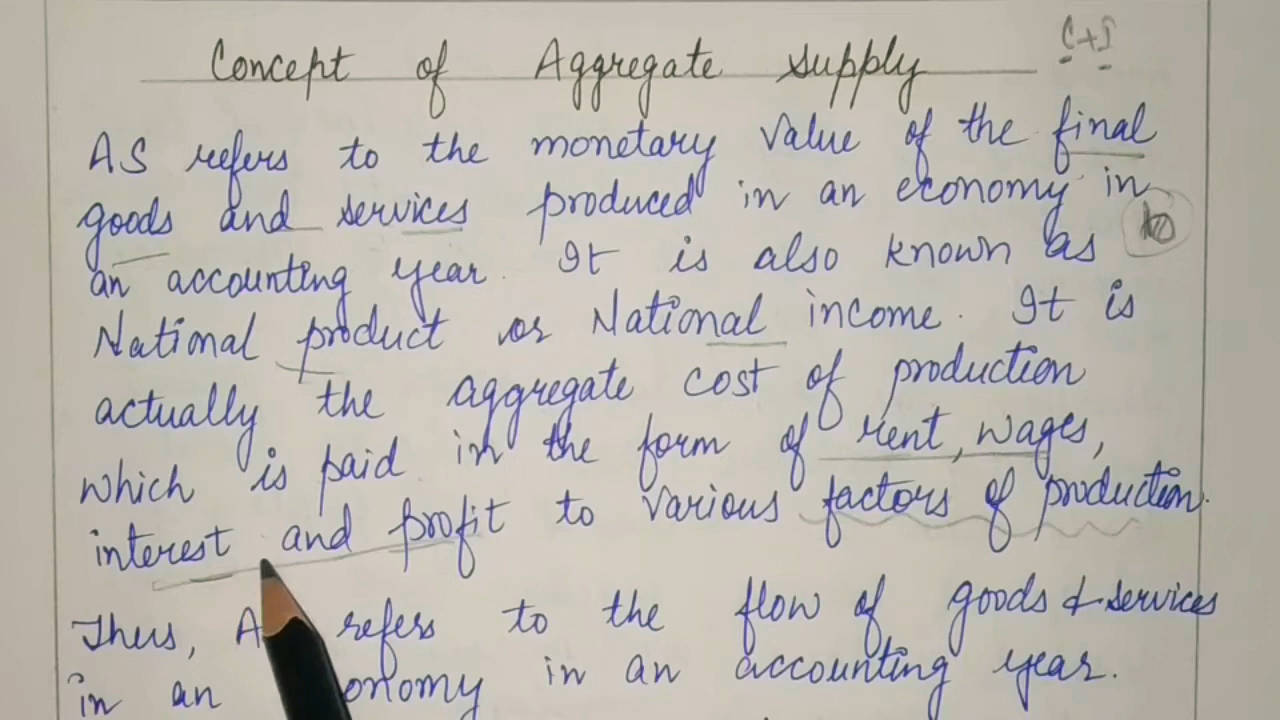 Concept of Aggregate Supply
C+S
AS refers to the monetary value of the final
goods and services produced in an economy in
an accounting year. It is also known as
National product or National income. It is
actually the aggregate cost of production
which is paid in the form of rent, wages,
interest and profit to various factors of production.
Thus, A refers to the flow of goods & services
in an onomy in an accounting year.